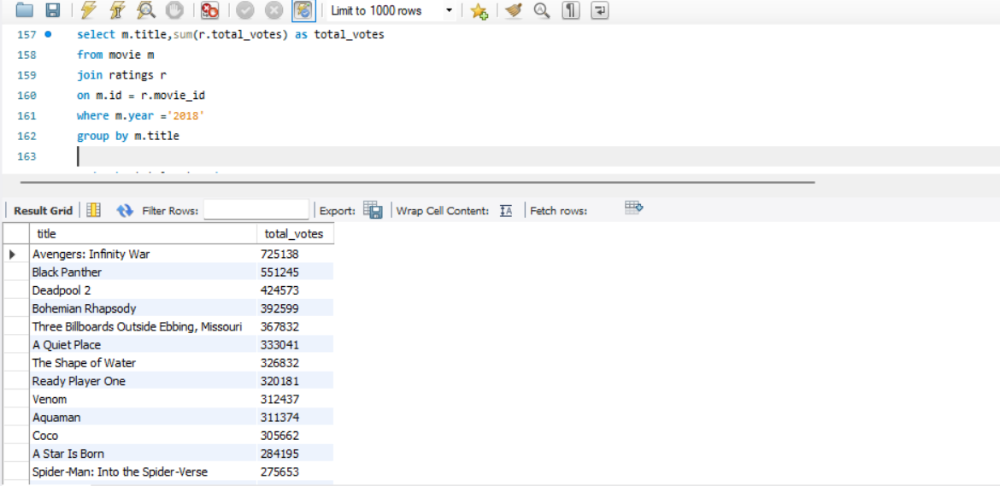 Limit to 1000 rows
157 select m.title,sum(r.total_votes) as total_votes
158 from movie m
159 join ratings r
160 on m.id = r.movie_id
161 where m.year ='2018'
162 group by m.title
163
Result Grid Filter Rows: Export: Wrap Cell Content: Fetch rows:
title total_votes
Avengers: Infinity War 725138
Black Panther 551245
Deadpool 2 424573
Bohemian Rhapsody 392599
Three Billboards Outside Ebbing, Missouri 367832
A Quiet Place 333041
The Shape of Water 326832
Ready Player One 320181
Venom 312437
Aquaman 311374
Coco 305662
A Star Is Born 284195
Spider-Man: Into the Spider-Verse 275653